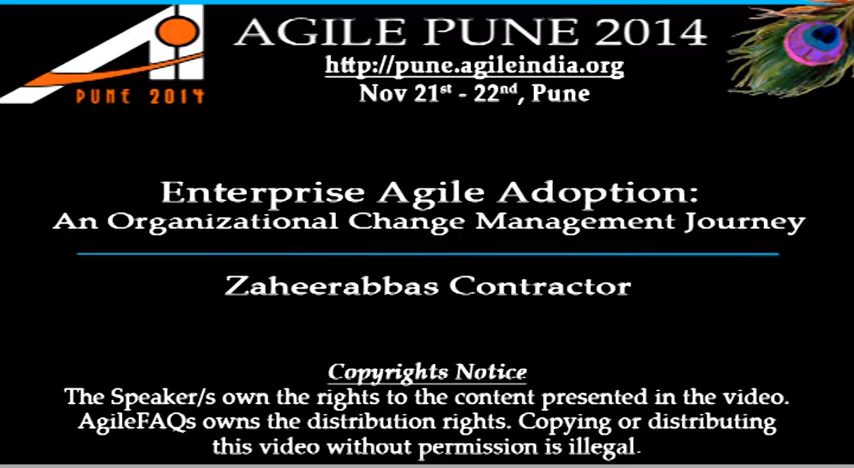 AGILE PUNE 2014
http://pune.agileindia.org
Nov 21st - 22nd, Pune
PUNE 2014
Enterprise Agile Adoption:
An Organizational Change Management Journey
Zaheerabbas Contractor
Copyrights Notice
The Speaker/s own the rights to the content presented in the video.
AgileFAQs owns the distribution rights. Copying or distributing
this video without permission is illegal.